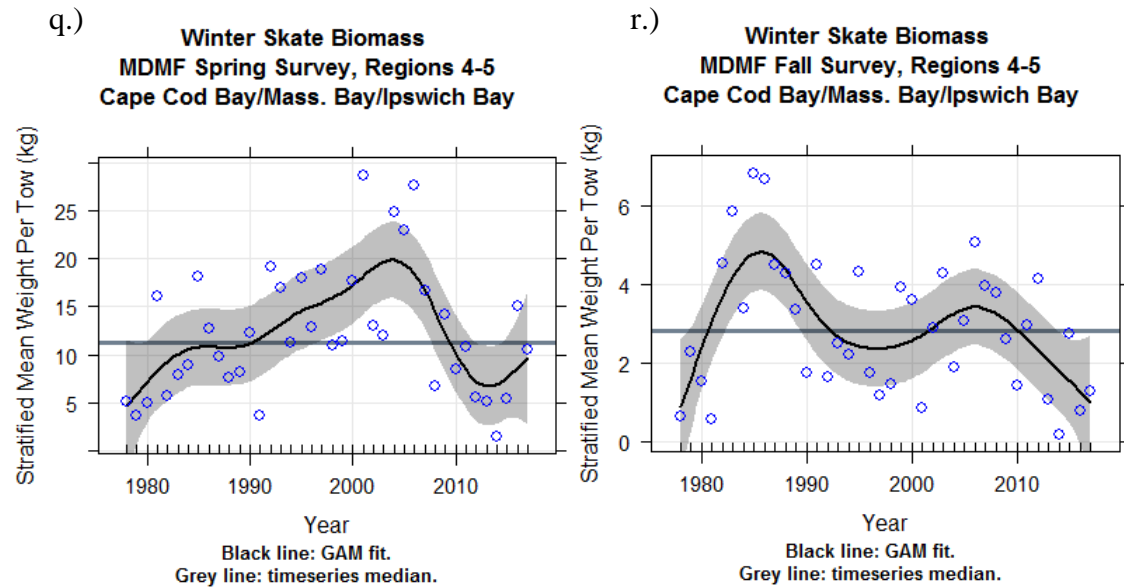 q.)
Winter Skate Biomass
MDMF Spring Survey, Regions 4-5
Cape Cod Bay/Mass. Bay/Ipswich Bay
Stratified Mean Weight Per Tow (kg)
25
20
15
10
5
1980 1990 2000 2010
Year
Black line: GAM fit.
Grey line: timeseries median.
r.)
Winter Skate Biomass
MDMF Fall Survey, Regions 4-5
Cape Cod Bay/Mass. Bay/Ipswich Bay
Stratified Mean Weight Per Tow (kg)
6
4
2
0
1980 1990 2000 2010
Year
Black line: GAM fit.
Grey line: timeseries median.